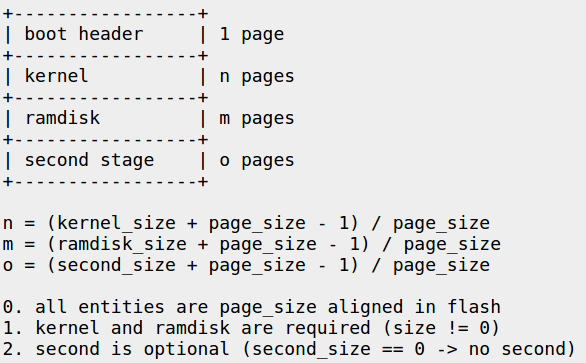 +-----------------+
| boot header     | 1 page
+-----------------+
| kernel          | n pages
+-----------------+
| ramdisk         | m pages
+-----------------+
| second stage    | o pages
+-----------------+

n = (kernel_size + page_size - 1) / page_size
m = (ramdisk_size + page_size - 1) / page_size
o = (second_size + page_size - 1) / page_size

0. all entities are page_size aligned in flash
1. kernel and ramdisk are required (size != 0)
2. second is optional (second_size == 0 -> no second)